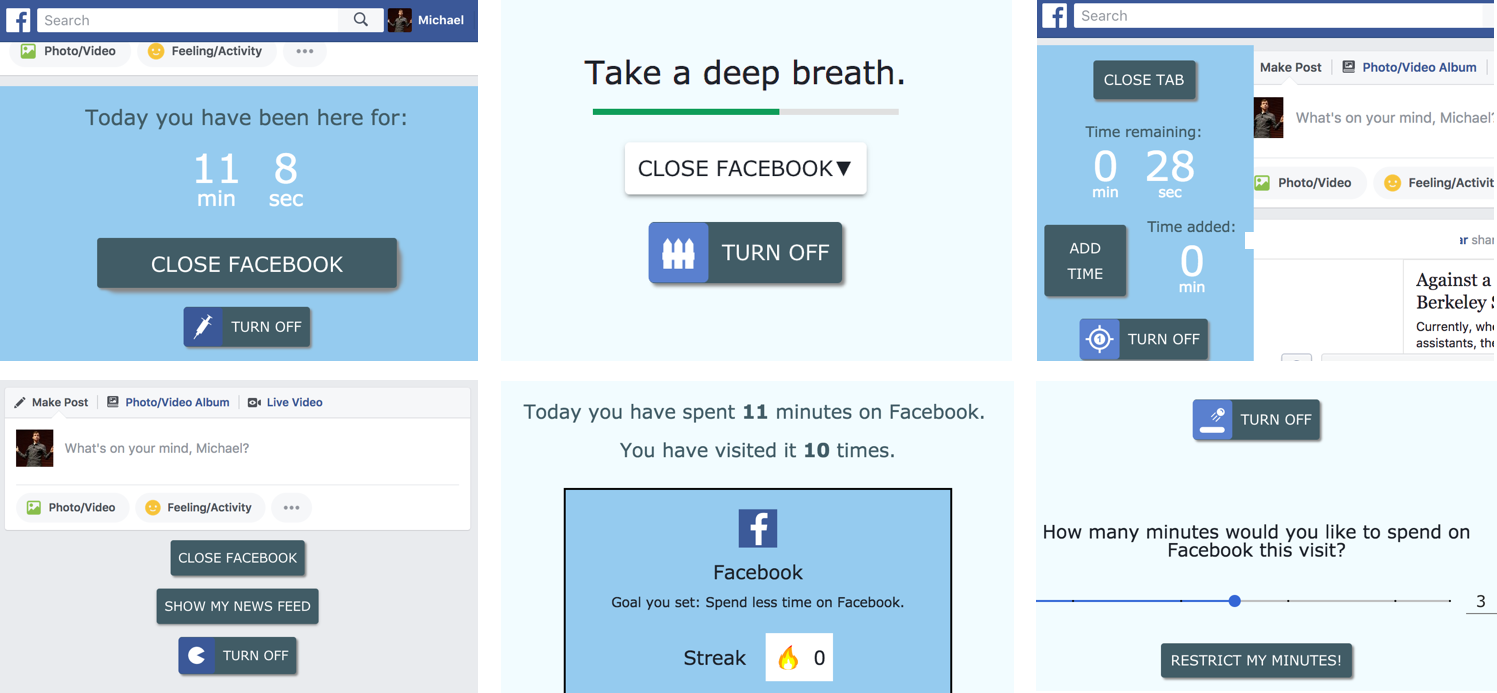 Search
Michael
Photo/Video
Feeling/Activity
Today you have been here for:
11 8
min sec
CLOSE FACEBOOK
TURN OFF
Take a deep breath.
CLOSE FACEBOOK▼
TURN OFF
Search
CLOSE TAB
Time remaining:
0 28
min sec
ADD
TIME
Time added:
0
min
1
TURN OFF
Make Post
Photo/Video Album
What's on your mind, Michael?
Photo/Video
Feeling/Activit
ar shar
Against a
Berkeley S
Currently, whe
assistants, the
Make Post
Photo/Video Album
Live Video
What's on your mind, Michael?
Photo/Video
Feeling/Activity
CLOSE FACEBOOK
SHOW MY NEWS FEED
TURN OFF
Today you have spent 11 minutes on Facebook.
You have visited it 10 times.
Facebook
Goal you set: Spend less time on Facebook.
Streak 🔥 0
TURN OFF
How many minutes would you like to spend on
Facebook this visit?
3
RESTRICT MY MINUTES!